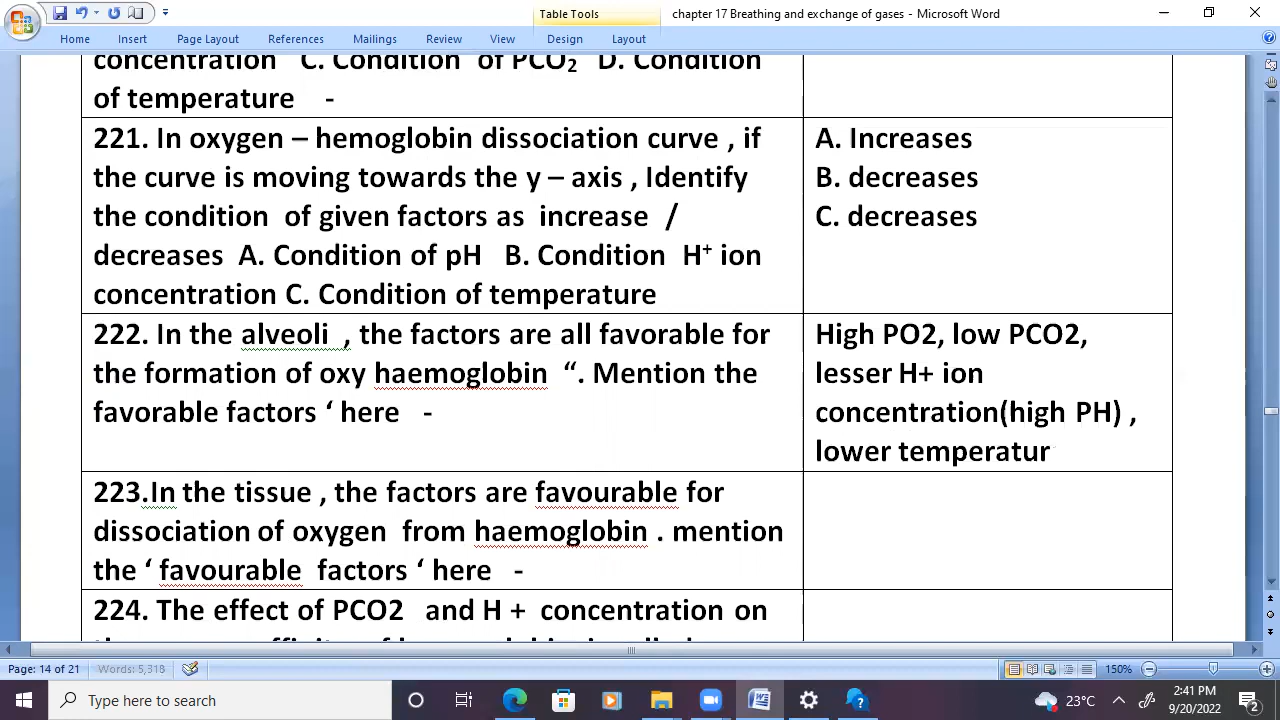 Table Tools
chapter 17 Breathing and exchange of gases - Microsoft Word
Home Insert Page Layout References Mailings Review View Design Layout
concentration C. Condition of PCO₂ D. Condition
of temperature -
221. In oxygen – hemoglobin dissociation curve , if
the curve is moving towards the y – axis , Identify
the condition of given factors as increase /
decreases A. Condition of pH B. Condition H⁺ ion
concentration C. Condition of temperature
A. Increases
B. decreases
C. decreases
222. In the alveoli , the factors are all favorable for
the formation of oxy haemoglobin “. Mention the
favorable factors ‘ here -
High PO2, low PCO2,
lesser H+ ion
concentration(high PH) ,
lower temperatur
223.In the tissue , the factors are favourable for
dissociation of oxygen from haemoglobin . mention
the ‘ favourable factors ‘ here -
224. The effect of PCO2 and H + concentration on
Page: 14 of 21 Words: 5,318 150%
Type here to search
23°C
2:41 PM
9/20/2022
2